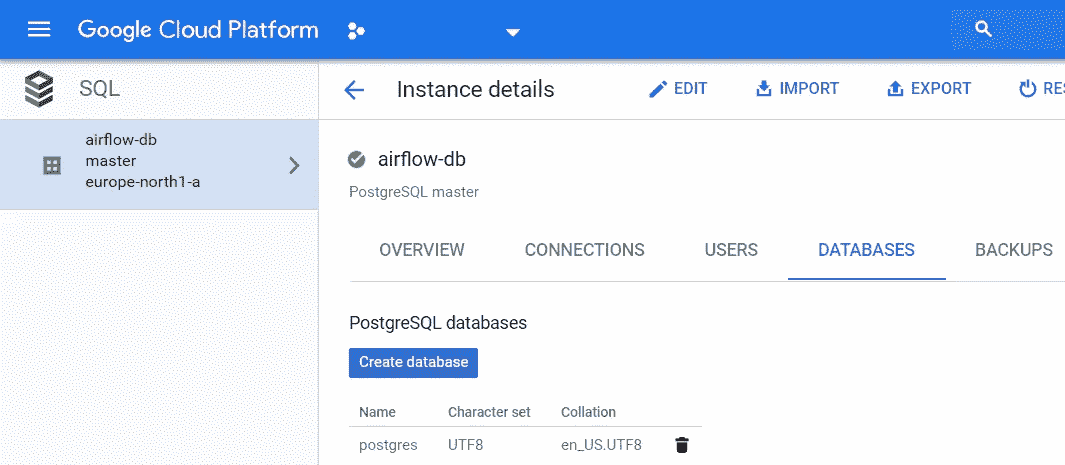 Google Cloud Platform
SQL
Instance details
EDIT
IMPORT
EXPORT
RES
airflow-db
master
europe-north1-a
airflow-db
PostgreSQL master
OVERVIEW
CONNECTIONS
USERS
DATABASES
BACKUPS
PostgreSQL databases
Create database
Name Character set Collation
postgres UTF8 en_US.UTF8